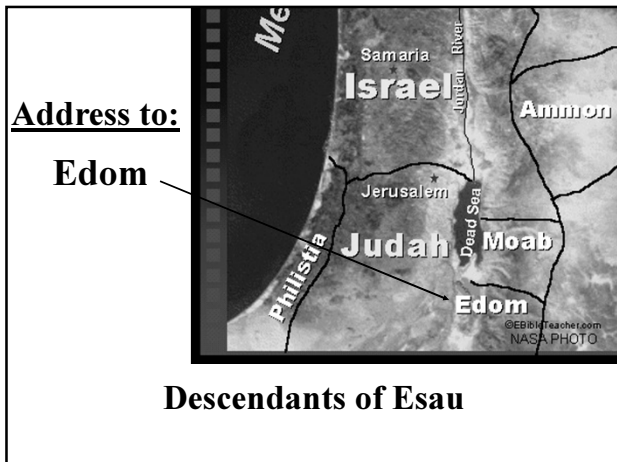 Address to:
Edom
Me
Samaria
Israel
Jordan River
Ammon
Jerusalem
Dead Sea
Judah
Moab
Philistia
Edom
©EBibleTeacher.com
NASA PHOTO
Descendants of Esau